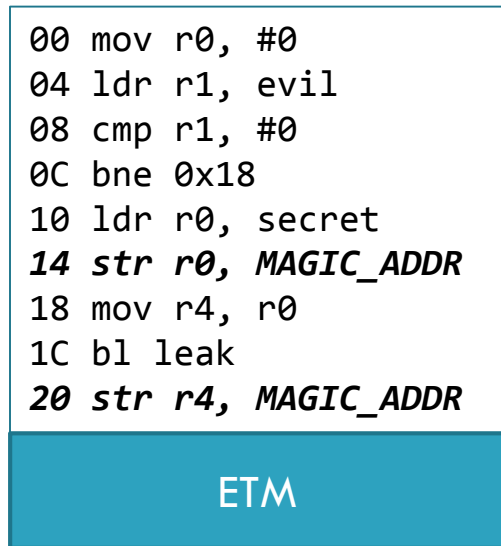 00 mov r0, #0
04 ldr r1, evil
08 cmp r1, #0
0C bne 0x18
10 ldr r0, secret
14 str r0, MAGIC_ADDR
18 mov r4, r0
1C bl leak
20 str r4, MAGIC_ADDR
ETM